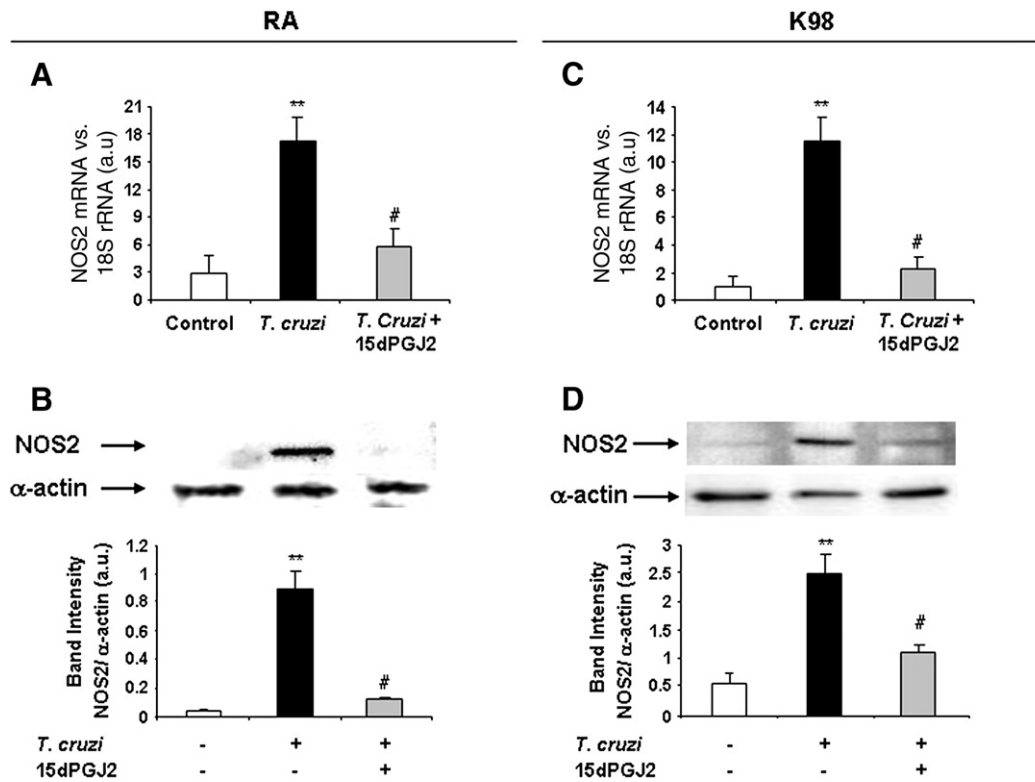 RA
K98
A
NOS2 mRNA vs.
18S rRNA (a.u)
21
18
15
12
9
6
3
0
**
#
Control
T. cruzi
T. Cruzi +
15dPGJ2
C
NOS2 mRNA vs.
18S rRNA (a.u)
14
12
10
8
6
4
2
0
**
#
Control
T. cruzi
T. Cruzi +
15dPGJ2
B
NOS2
α-actin
Band Intensity
NOS2/ α-actin (a.u.)
1.2
1
0.8
0.6
0.4
0.2
0
**
#
T. cruzi - + +
15dPGJ2 - - +
D
NOS2
α-actin
Band Intensity
NOS2/ α-actin (a.u.)
3
2.5
2
1.5
1
0.5
0
**
#
T. cruzi - + +
15dPGJ2 - - +